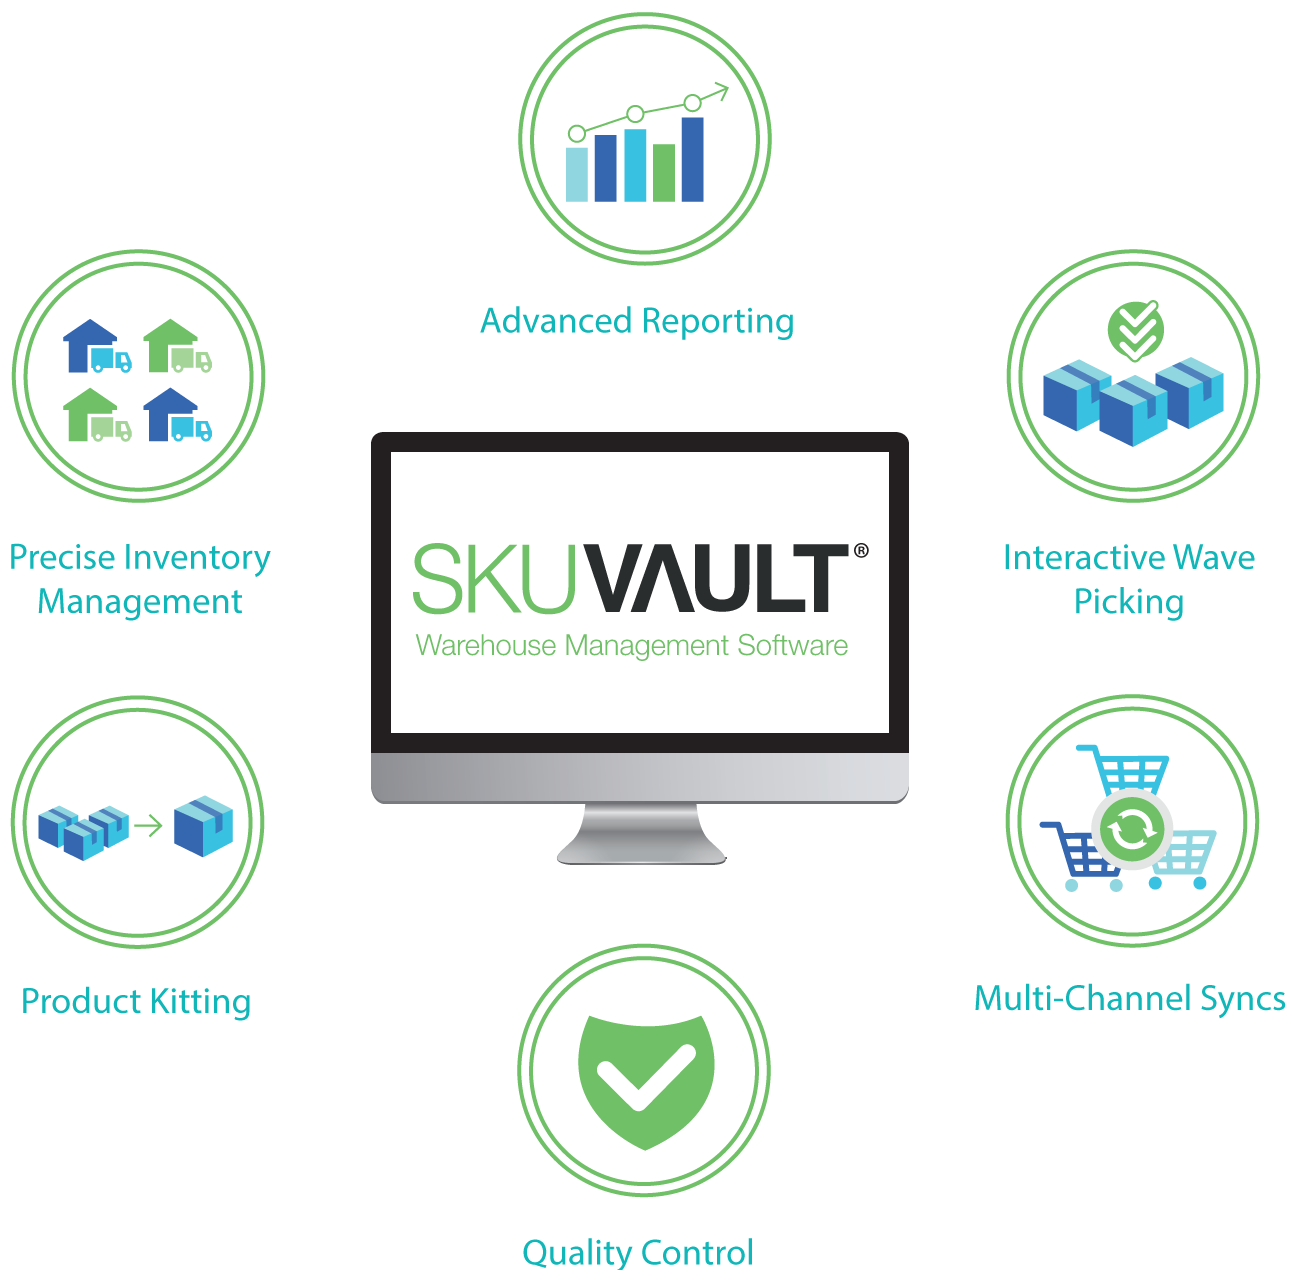 Advanced Reporting
Precise Inventory
Management
Interactive Wave
Picking
SKUVAULT®
Warehouse Management Software
Product Kitting
Multi-Channel Syncs
Quality Control